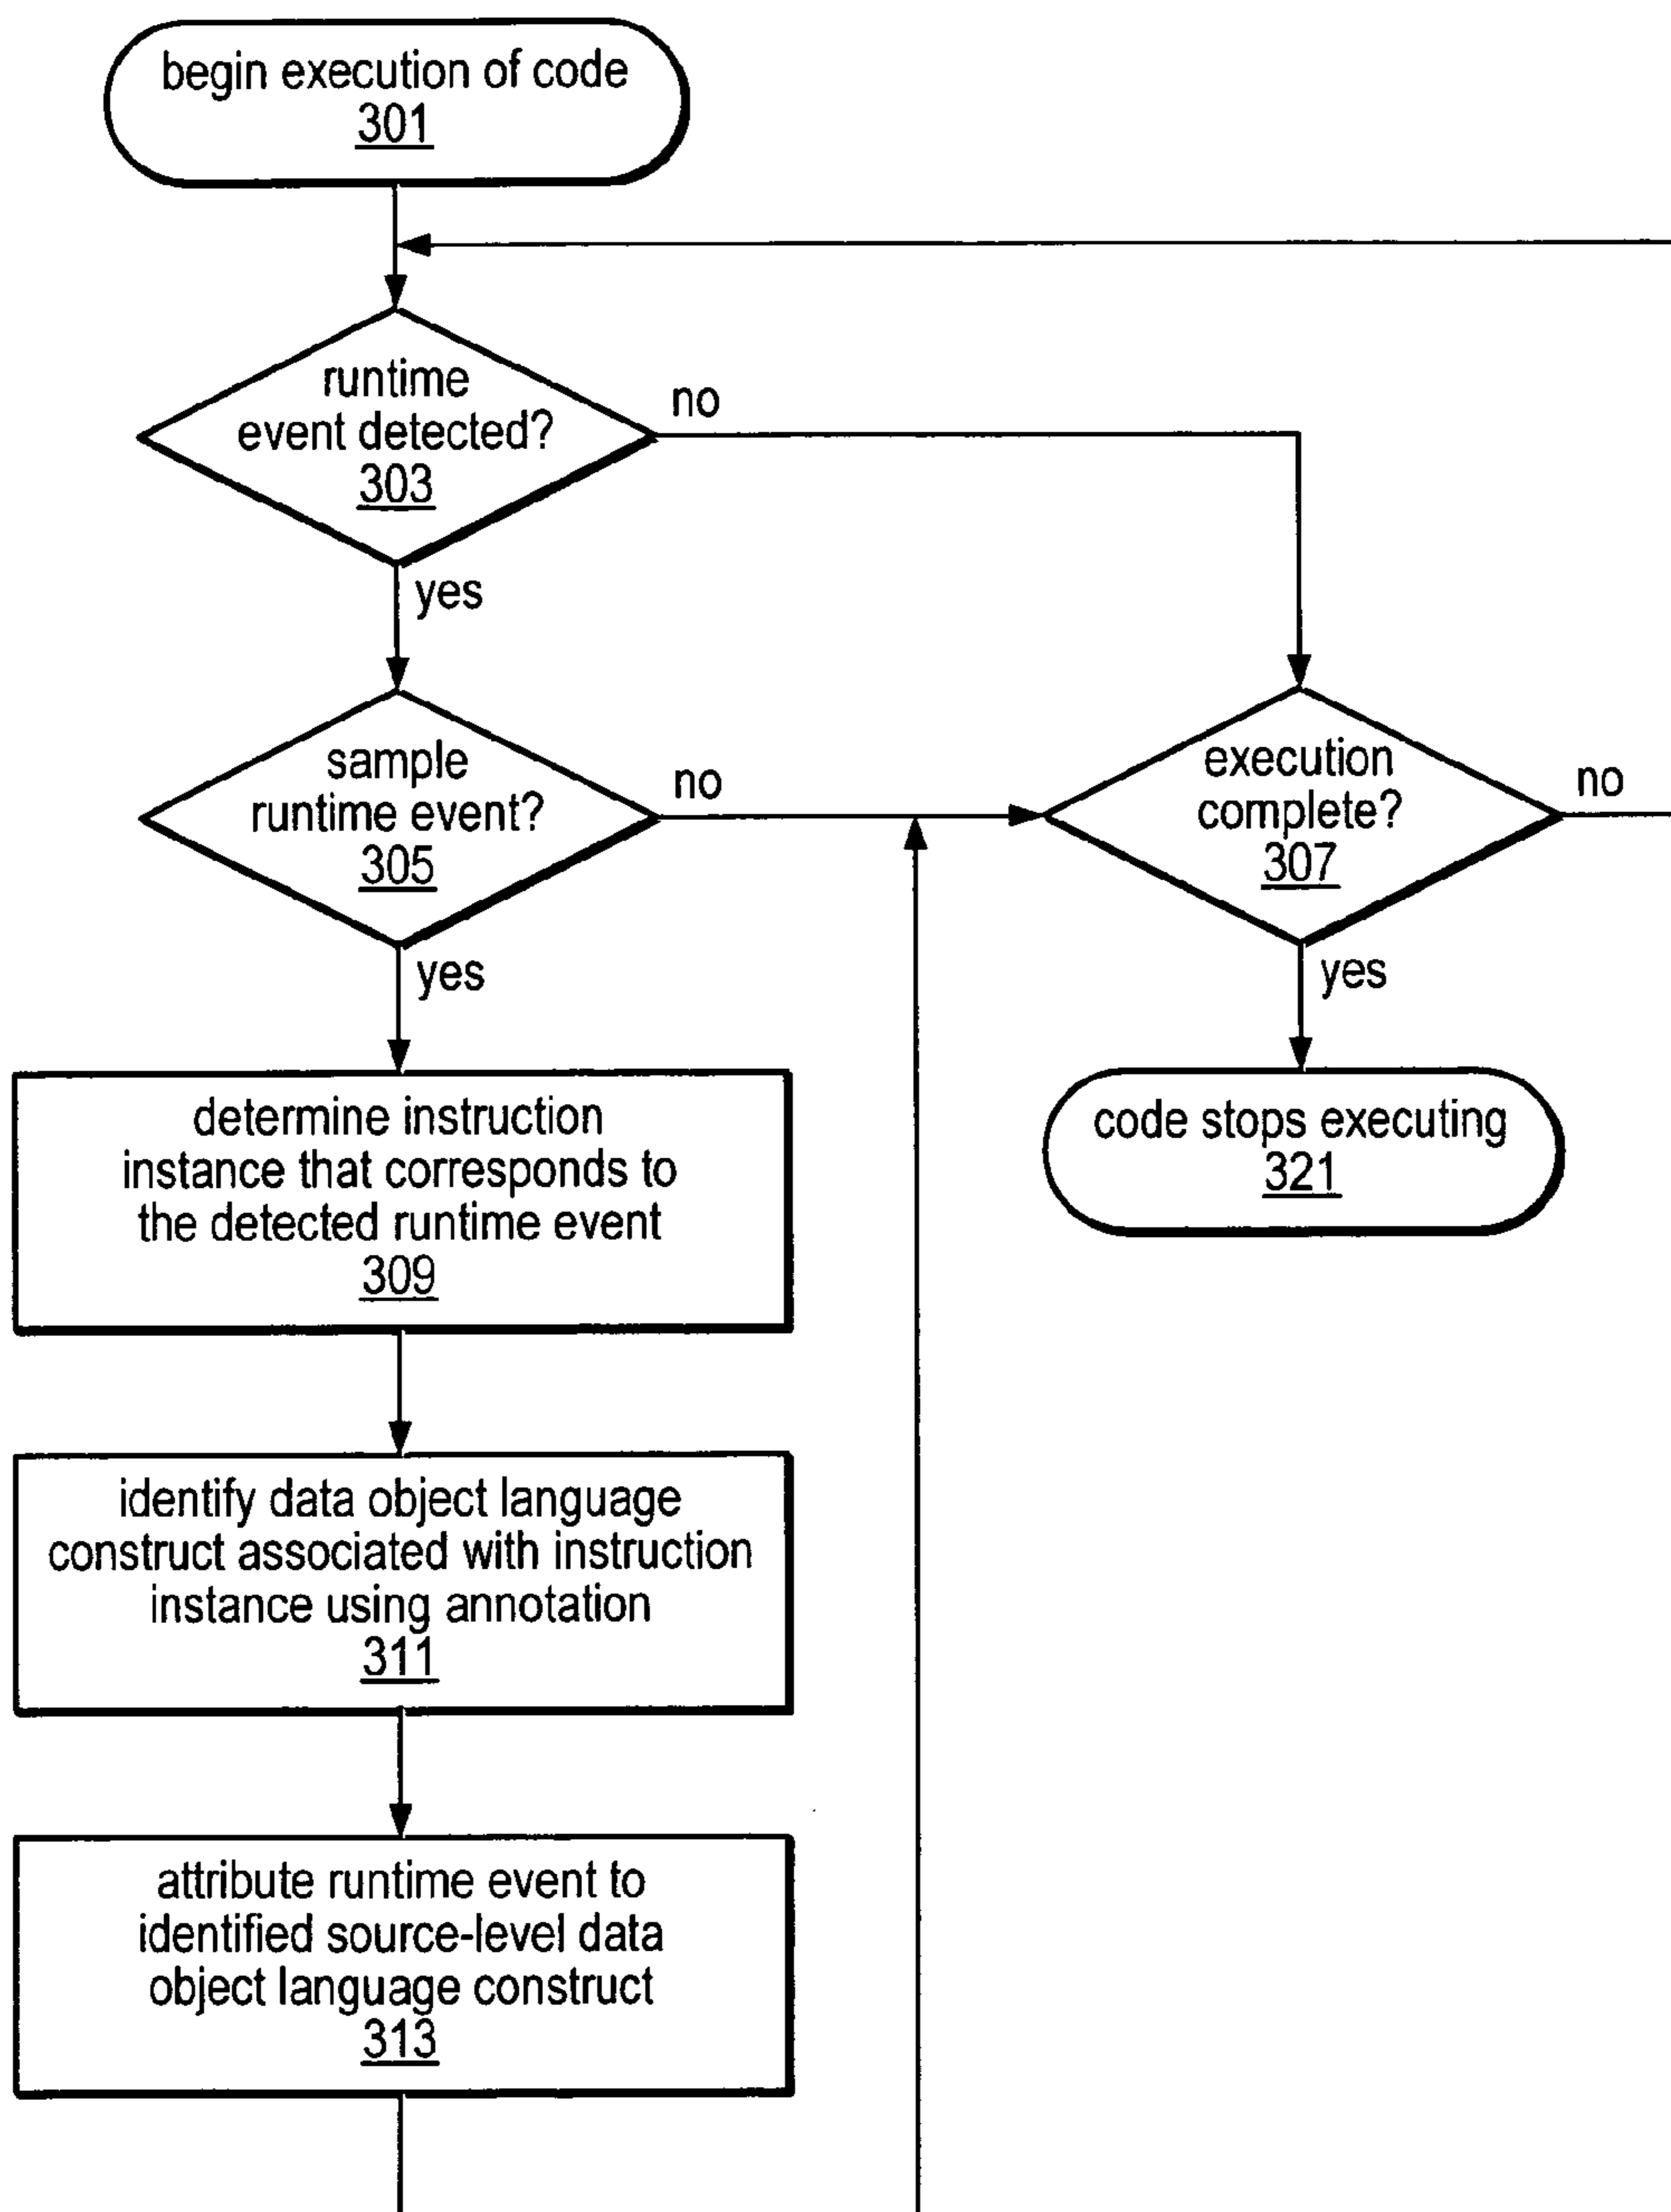 begin execution of code
301
runtime
event detected?
303
no
yes
sample
runtime event?
305
no
yes
execution
complete?
307
no
yes
code stops executing
321
determine instruction
instance that corresponds to
the detected runtime event
309
identify data object language
construct associated with instruction
instance using annotation
311
attribute runtime event to
identified source-level data
object language construct
313